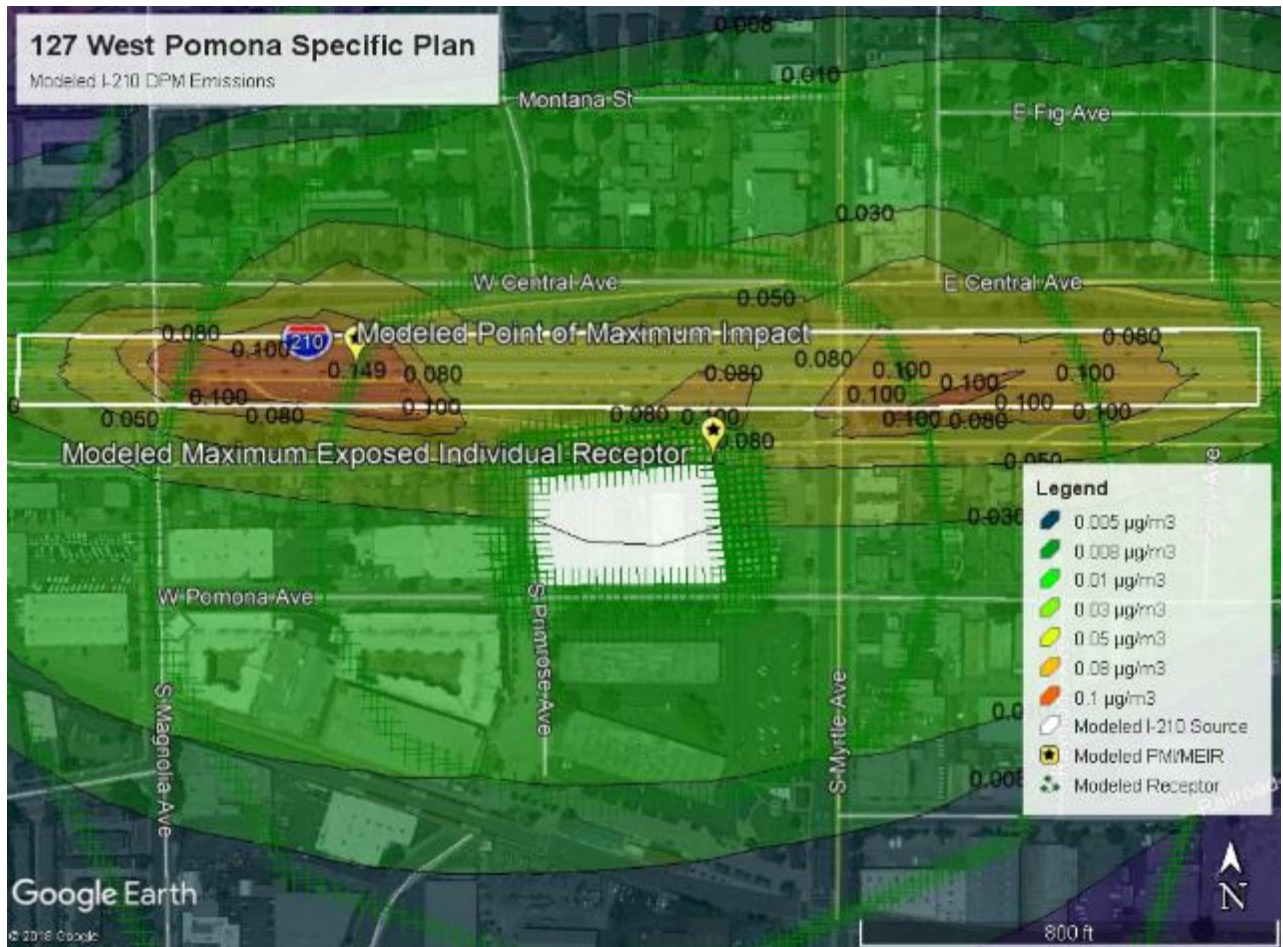 127 West Pomona Specific Plan
Modeled I-210 DPM Emissions
0.008
0.010
Montana St
E Fig Ave
0.030
W Central Ave
E Central Ave
0.050
0.080
210
Modeled Point of Maximum Impact
0.080
0.100
0.149
0.080
0.080
0.080
0.100
0.100
0.100
0.050
0.100
0.080
0.100
0.080
0.100
0.100
0.080
0.100
0.100
0.080
Modeled Maximum Exposed Individual Receptor
0.050
0.030
W Pomona Ave
S Primrose Ave
S Magnolia Ave
S Myrtle Ave
0.008
Railroad
Legend
0.005 µg/m3
0.008 µg/m3
0.01 µg/m3
0.03 µg/m3
0.05 µg/m3
0.08 µg/m3
0.1 µg/m3
Modeled I-210 Source
Modeled PMI/MEIR
Modeled Receptor
N
Google Earth
© 2018 Google
800 ft